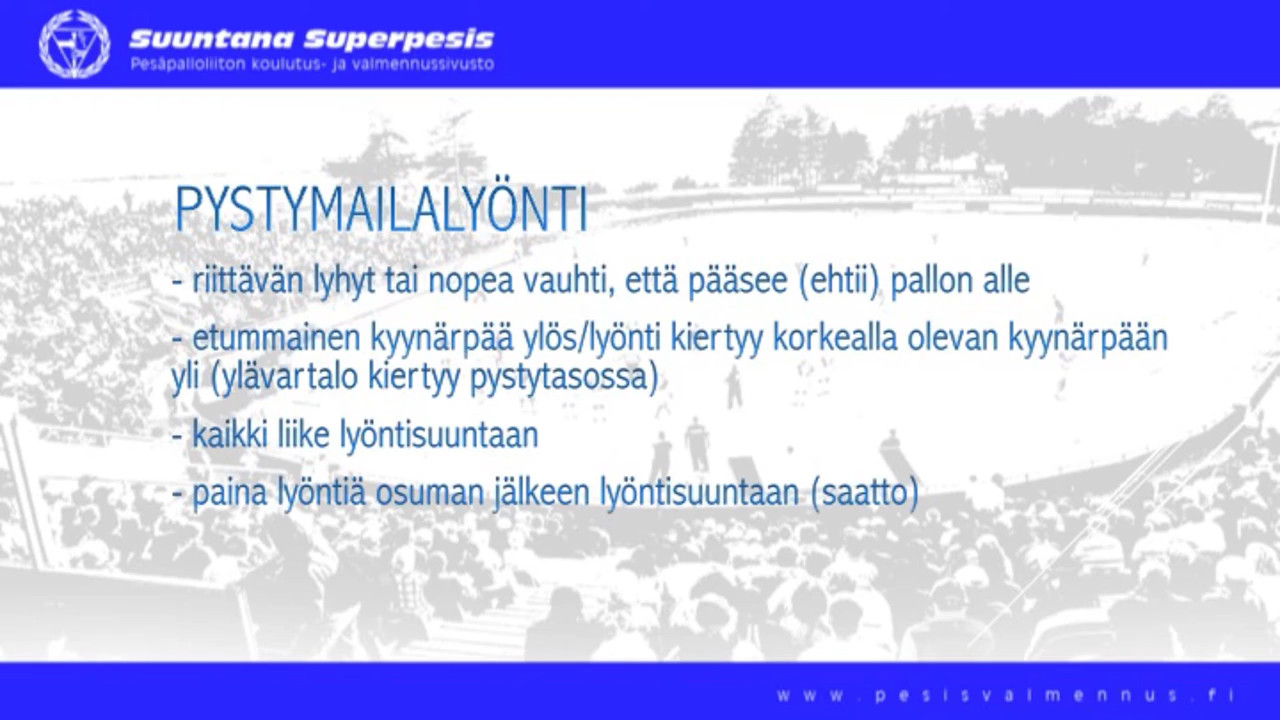 Suuntana Superpesis
Pesäpalloliiton koulutus- ja valmennussivusto
PYSTYMAILALYÖNTI
- riittävän lyhyt tai nopea vauhti, että pääsee (ehtii) pallon alle
- etummainen kyynärpää ylös/lyönti kiertyy korkealla olevan kyynärpään
yli (ylävartalo kiertyy pystytasossa)
- kaikki liike lyöntisuuntaan
- paina lyöntiä osuman jälkeen lyöntisuuntaan (saatto)
www.pesisvalmennus.fi